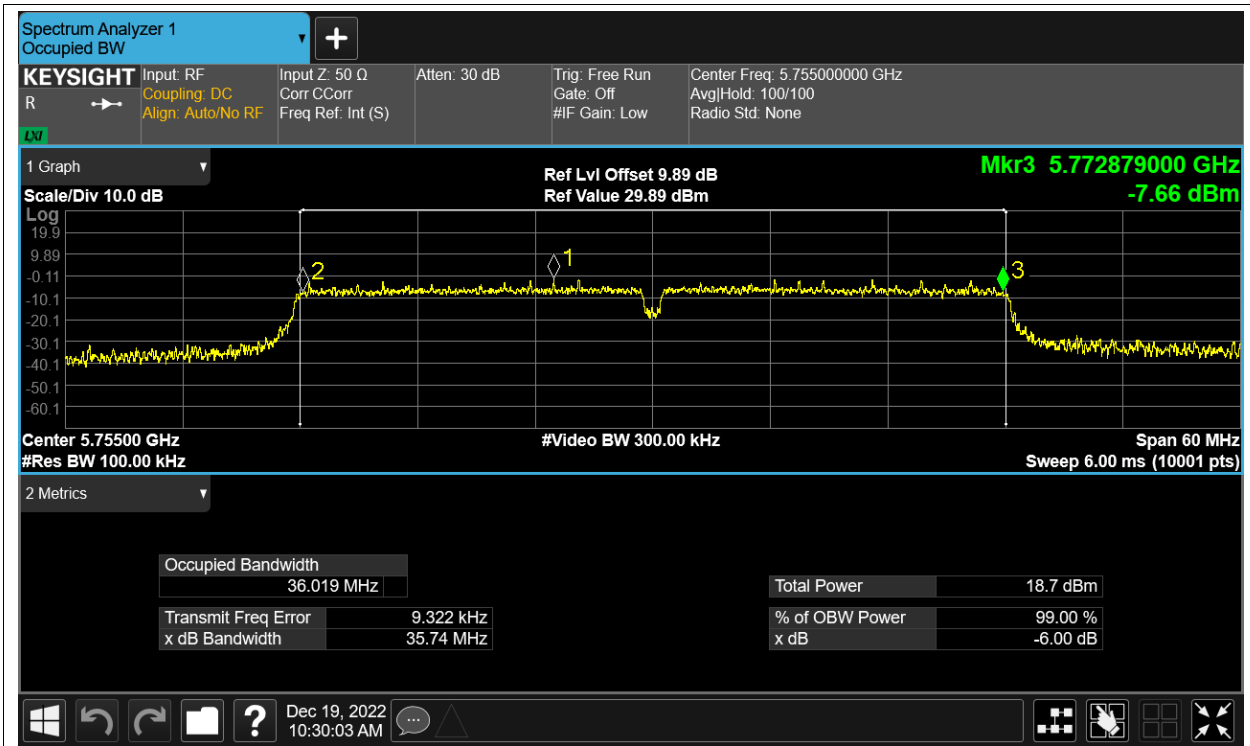 Spectrum Analyzer 1
Occupied BW
KEYSIGHT
R
LXI
Input: RF
Coupling: DC
Align: Auto/No RF
Input Z: 50 Ω
Corr CCorr
Freq Ref: Int (S)
Atten: 30 dB
Trig: Free Run
Gate: Off
#IF Gain: Low
Center Freq: 5.755000000 GHz
Avg|Hold: 100/100
Radio Std: None
1 Graph
Scale/Div 10.0 dB
Ref Lvl Offset 9.89 dB
Ref Value 29.89 dBm
Mkr3 5.772879000 GHz
-7.66 dBm
Log
19.9
9.89
-0.11
-10.1
-20.1
-30.1
-40.1
-50.1
-60.1
2
1
3
Center 5.75500 GHz
#Res BW 100.00 kHz
#Video BW 300.00 kHz
Span 60 MHz
Sweep 6.00 ms (10001 pts)
2 Metrics
Occupied Bandwidth
36.019 MHz
Transmit Freq Error 9.322 kHz
x dB Bandwidth 35.74 MHz
Total Power 18.7 dBm
% of OBW Power 99.00 %
x dB -6.00 dB
?
Dec 19, 2022
10:30:03 AM